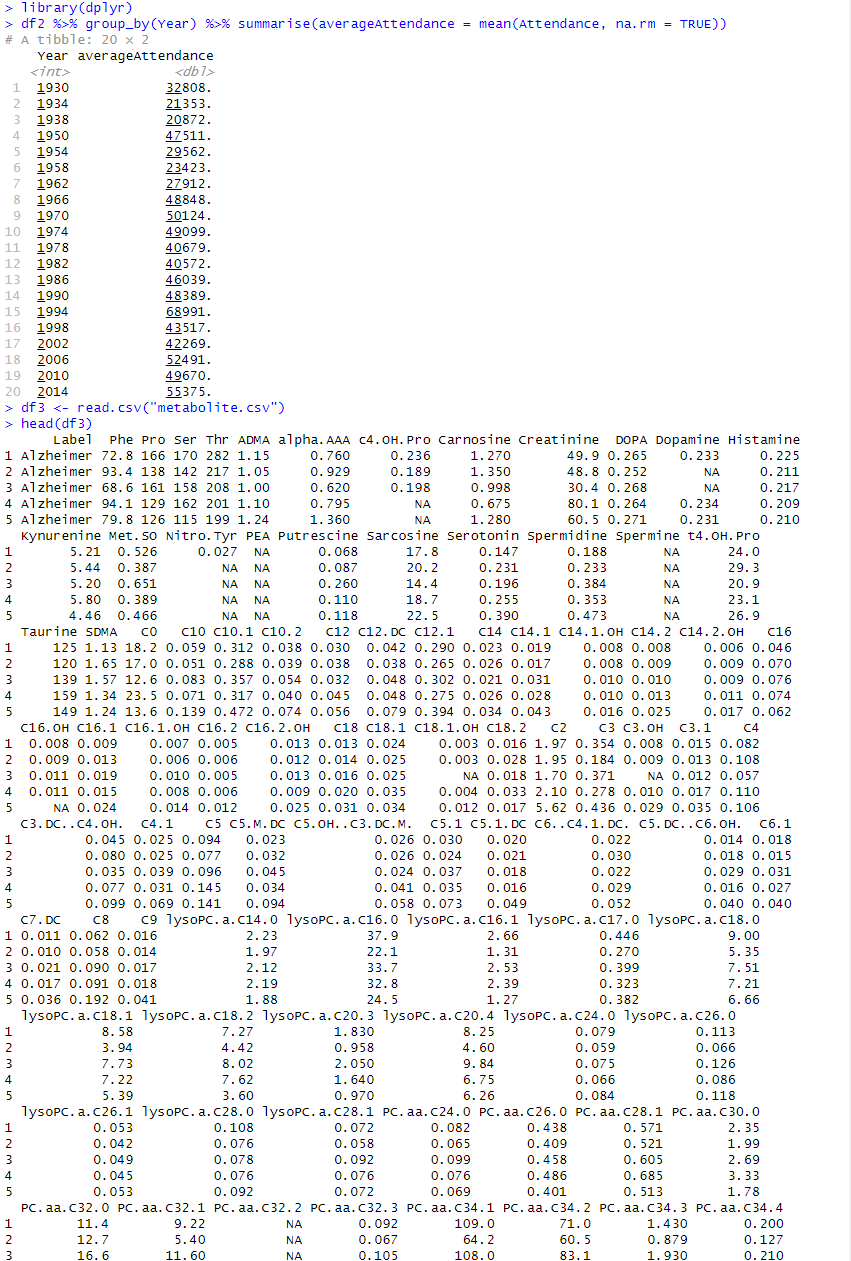 > library(dplyr)
> df2 %>% group_by(Year) %>% summarise(averageAttendance = mean(Attendance, na.rm = TRUE))
# A tibble: 20 × 2
Year averageAttendance
<int> <dbl>
1 1930 32808.
2 1934 21353.
3 1938 20872.
4 1950 47511.
5 1954 29562.
6 1958 23423.
7 1962 27912.
8 1966 48848.
9 1970 50124.
10 1974 49099.
11 1978 40679.
12 1982 40572.
13 1986 46039.
14 1990 48389.
15 1994 68991.
16 1998 43517.
17 2002 42269.
18 2006 52491.
19 2010 49670.
20 2014 55375.
> df3 <- read.csv("metabolite.csv")
> head(df3)
Label Phe Pro Ser Thr ADMA alpha.AAA c4.OH.Pro Carnosine Creatinine DOPA Dopamine Histamine
1 Alzheimer 72.8 166 170 282 1.15 0.760 0.236 1.270 49.9 0.265 0.233 0.225
2 Alzheimer 93.4 138 142 217 1.05 0.929 0.189 1.350 48.8 0.252 NA 0.211
3 Alzheimer 68.6 161 158 208 1.00 0.620 0.198 0.998 30.4 0.268 NA 0.217
4 Alzheimer 94.1 129 162 201 1.10 0.795 NA 0.675 80.1 0.264 0.234 0.209
5 Alzheimer 79.8 126 115 199 1.24 1.360 NA 1.280 60.5 0.271 0.231 0.210
Kynurenine Met.SO Nitro.Tyr PEA Putrescine Sarcosine Serotonin Spermidine Spermine t4.OH.Pro
1 5.21 0.526 0.027 NA 0.068 17.8 0.147 0.188 NA 24.0
2 5.44 0.387 NA NA 0.087 20.2 0.231 0.233 NA 29.3
3 5.20 0.651 NA NA 0.260 14.4 0.196 0.384 NA 20.9
4 5.80 0.389 NA NA 0.110 18.7 0.255 0.353 NA 23.1
5 4.46 0.466 NA NA 0.118 22.5 0.390 0.473 NA 26.9
Taurine SDMA C0 C10 C10.1 C10.2 C12 C12.DC C12.1 C14 C14.1 C14.1.OH C14.2 C14.2.OH C16
1 125 1.13 18.2 0.059 0.312 0.038 0.030 0.042 0.290 0.023 0.019 0.008 0.008 0.006 0.046
2 120 1.65 17.0 0.051 0.288 0.039 0.038 0.038 0.265 0.026 0.017 0.008 0.009 0.009 0.070
3 139 1.57 12.6 0.083 0.357 0.054 0.032 0.048 0.302 0.021 0.031 0.010 0.010 0.009 0.076
4 159 1.34 23.5 0.071 0.317 0.040 0.045 0.048 0.275 0.026 0.028 0.010 0.013 0.011 0.074
5 149 1.24 13.6 0.139 0.472 0.074 0.056 0.079 0.394 0.034 0.043 0.016 0.025 0.017 0.062
C16.OH C16.1 C16.1.OH C16.2 C16.2.OH C18 C18.1 C18.1.OH C18.2 C2 C3 C3.OH C3.1 C4
1 0.008 0.009 0.007 0.005 0.013 0.013 0.024 0.003 0.016 1.97 0.354 0.008 0.015 0.082
2 0.009 0.013 0.006 0.006 0.012 0.014 0.025 0.003 0.028 1.95 0.184 0.009 0.013 0.108
3 0.011 0.019 0.010 0.005 0.013 0.016 0.025 NA 0.018 1.70 0.371 NA 0.012 0.057
4 0.011 0.015 0.008 0.006 0.009 0.020 0.035 0.004 0.033 2.10 0.278 0.010 0.017 0.110
5 NA 0.024 0.014 0.012 0.025 0.031 0.034 0.012 0.017 5.62 0.436 0.029 0.035 0.106
C3.DC..C4.OH. C4.1 C5 C5.M.DC C5.OH..C3.DC.M. C5.1 C5.1.DC C6..C4.1.DC. C5.DC..C6.OH. C6.1
1 0.045 0.025 0.094 0.023 0.026 0.030 0.020 0.022 0.014 0.018
2 0.080 0.025 0.077 0.032 0.026 0.024 0.021 0.030 0.018 0.015
3 0.035 0.039 0.096 0.045 0.024 0.037 0.018 0.022 0.029 0.031
4 0.077 0.031 0.145 0.034 0.041 0.035 0.016 0.029 0.016 0.027
5 0.099 0.069 0.141 0.094 0.058 0.073 0.049 0.052 0.040 0.040
C7.DC C8 C9 lysoPC.a.C14.0 lysoPC.a.C16.0 lysoPC.a.C16.1 lysoPC.a.C17.0 lysoPC.a.C18.0
1 0.011 0.062 0.016 2.23 37.9 2.66 0.446 9.00
2 0.010 0.058 0.014 1.97 22.1 1.31 0.270 5.35
3 0.021 0.090 0.017 2.12 33.7 2.53 0.399 7.51
4 0.017 0.091 0.018 2.19 32.8 2.39 0.323 7.21
5 0.036 0.192 0.041 1.88 24.5 1.27 0.382 6.66
lysoPC.a.C18.1 lysoPC.a.C18.2 lysoPC.a.C20.3 lysoPC.a.C20.4 lysoPC.a.C24.0 lysoPC.a.C26.0
1 8.58 7.27 1.830 8.25 0.079 0.113
2 3.94 4.42 0.958 4.60 0.059 0.066
3 7.73 8.02 2.050 9.84 0.075 0.126
4 7.22 7.62 1.640 6.75 0.066 0.086
5 5.39 3.60 0.970 6.26 0.084 0.118
lysoPC.a.C26.1 lysoPC.a.C28.0 lysoPC.a.C28.1 PC.aa.C24.0 PC.aa.C26.0 PC.aa.C28.1 PC.aa.C30.0
1 0.053 0.108 0.072 0.082 0.438 0.571 2.35
2 0.042 0.076 0.058 0.065 0.409 0.521 1.99
3 0.049 0.078 0.092 0.099 0.458 0.605 2.69
4 0.045 0.076 0.076 0.076 0.486 0.685 3.33
5 0.053 0.092 0.072 0.069 0.401 0.513 1.78
PC.aa.C32.0 PC.aa.C32.1 PC.aa.C32.2 PC.aa.C32.3 PC.aa.C34.1 PC.aa.C34.2 PC.aa.C34.3 PC.aa.C34.4
1 11.4 9.22 NA 0.092 109.0 71.0 1.430 0.200
2 12.7 5.40 NA 0.067 64.2 60.5 0.879 0.127
3 16.6 11.60 NA 0.105 108.0 83.1 1.930 0.210